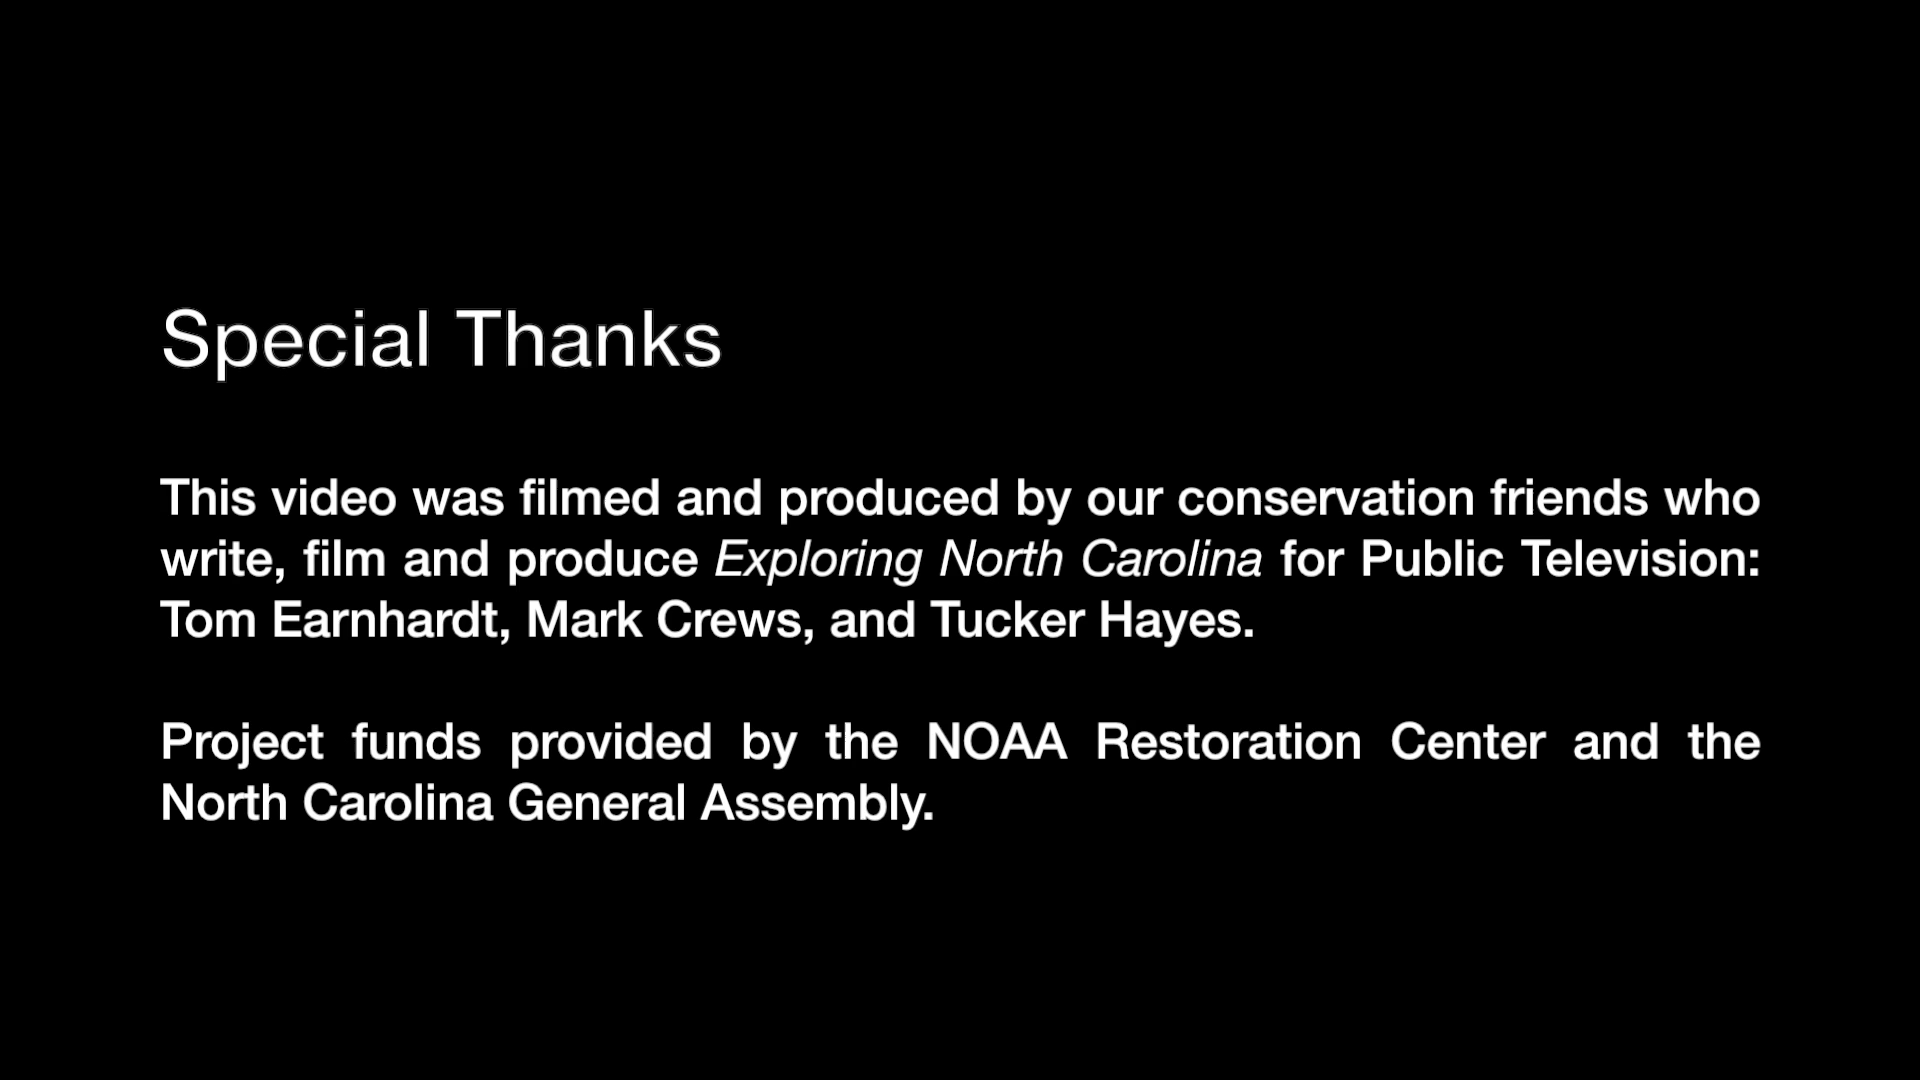 Special Thanks
This video was filmed and produced by our conservation friends who
write, film and produce Exploring North Carolina for Public Television:
Tom Earnhardt, Mark Crews, and Tucker Hayes.
Project funds provided by the NOAA Restoration Center and the
North Carolina General Assembly.